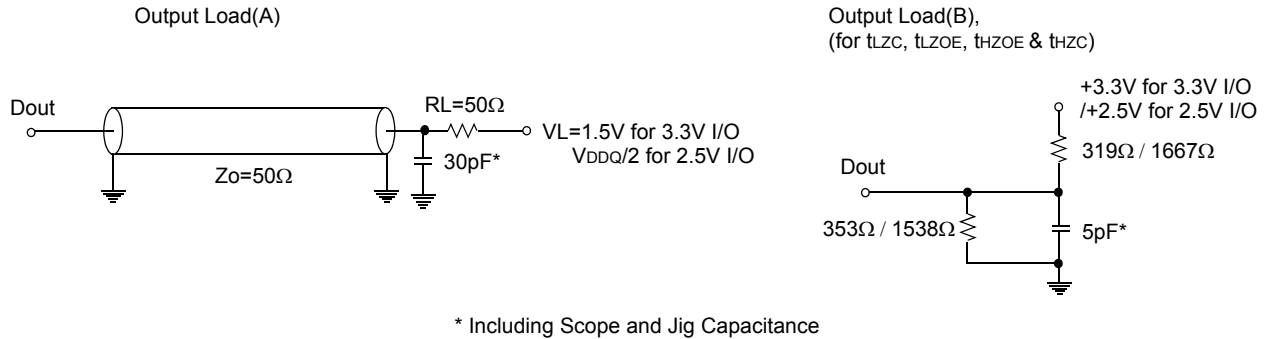 Output Load(A)
Dout
Zo=50Ω
RL=50Ω
30pF*
VL=1.5V for 3.3V I/O
VDDQ/2 for 2.5V I/O
Output Load(B),
(for tLZC, tLZOE, tHZOE & tHZC)
+3.3V for 3.3V I/O
/+2.5V for 2.5V I/O
319Ω / 1667Ω
Dout
353Ω / 1538Ω
5pF*
* Including Scope and Jig Capacitance